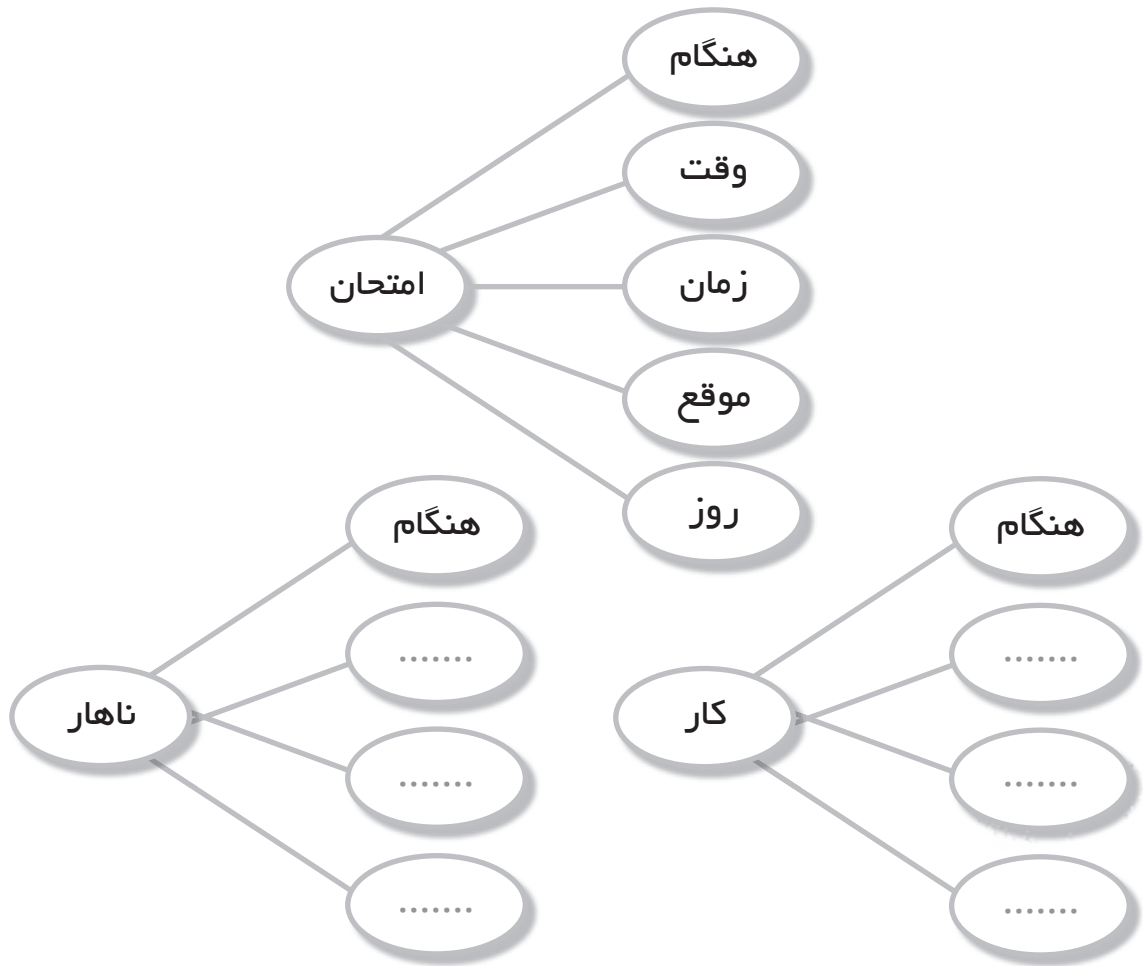 هنگام
وقت
زمان
موقع
روز
امتحان
هنگام
.......
.......
.......
کار
هنگام
.......
.......
.......
ناهار